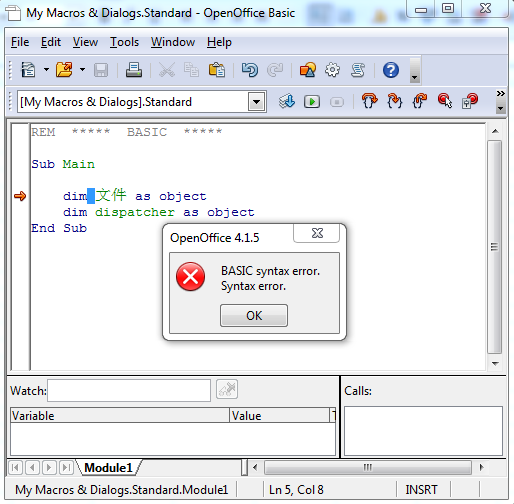 My Macros & Dialogs.Standard - OpenOffice Basic
File Edit View Tools Window Help
[My Macros & Dialogs].Standard
REM ***** BASIC *****
Sub Main
dim 文件 as object
dim dispatcher as object
End Sub
OpenOffice 4.1.5
BASIC syntax error.
Syntax error.
OK
Watch:
Calls:
Variable Value T
Module1
My Macros & Dialogs.Standard.Module1 Ln 5, Col 8 INSRT